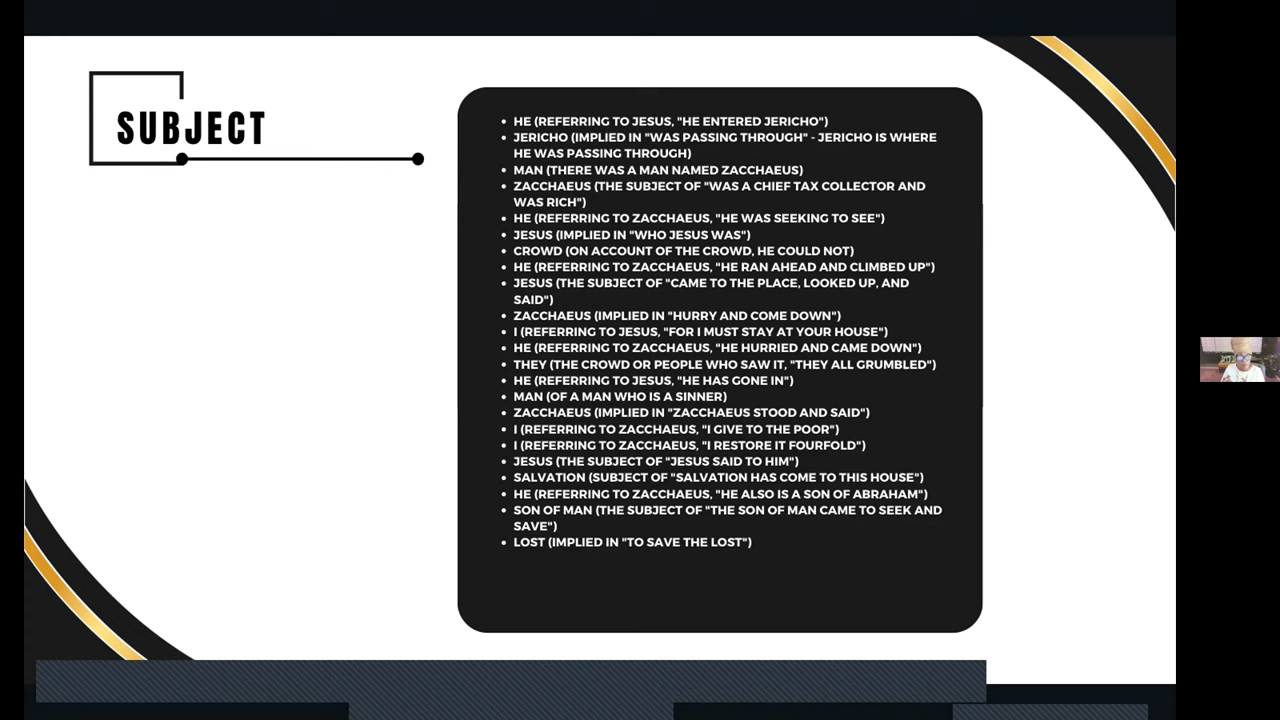 SUBJECT
• HE (REFERRING TO JESUS, "HE ENTERED JERICHO")
• JERICHO (IMPLIED IN "WAS PASSING THROUGH" - JERICHO IS WHERE
HE WAS PASSING THROUGH)
• MAN (THERE WAS A MAN NAMED ZACCHAEUS)
• ZACCHAEUS (THE SUBJECT OF "WAS A CHIEF TAX COLLECTOR AND
WAS RICH")
• HE (REFERRING TO ZACCHAEUS, "HE WAS SEEKING TO SEE")
• JESUS (IMPLIED IN "WHO JESUS WAS")
• CROWD (ON ACCOUNT OF THE CROWD, HE COULD NOT)
• HE (REFERRING TO ZACCHAEUS, "HE RAN AHEAD AND CLIMBED UP")
• JESUS (THE SUBJECT OF "CAME TO THE PLACE, LOOKED UP, AND
SAID")
• ZACCHAEUS (IMPLIED IN "HURRY AND COME DOWN")
• I (REFERRING TO JESUS, "FOR I MUST STAY AT YOUR HOUSE")
• HE (REFERRING TO ZACCHAEUS, "HE HURRIED AND CAME DOWN")
• THEY (THE CROWD OR PEOPLE WHO SAW IT, "THEY ALL GRUMBLED")
• HE (REFERRING TO JESUS, "HE HAS GONE IN")
• MAN (OF A MAN WHO IS A SINNER)
• ZACCHAEUS (IMPLIED IN "ZACCHAEUS STOOD AND SAID")
• I (REFERRING TO ZACCHAEUS, "I GIVE TO THE POOR")
• I (REFERRING TO ZACCHAEUS, "I RESTORE IT FOURFOLD")
• JESUS (THE SUBJECT OF "JESUS SAID TO HIM")
• SALVATION (SUBJECT OF "SALVATION HAS COME TO THIS HOUSE")
• HE (REFERRING TO ZACCHAEUS, "HE ALSO IS A SON OF ABRAHAM")
• SON OF MAN (THE SUBJECT OF "THE SON OF MAN CAME TO SEEK AND
SAVE")
• LOST (IMPLIED IN "TO SAVE THE LOST")